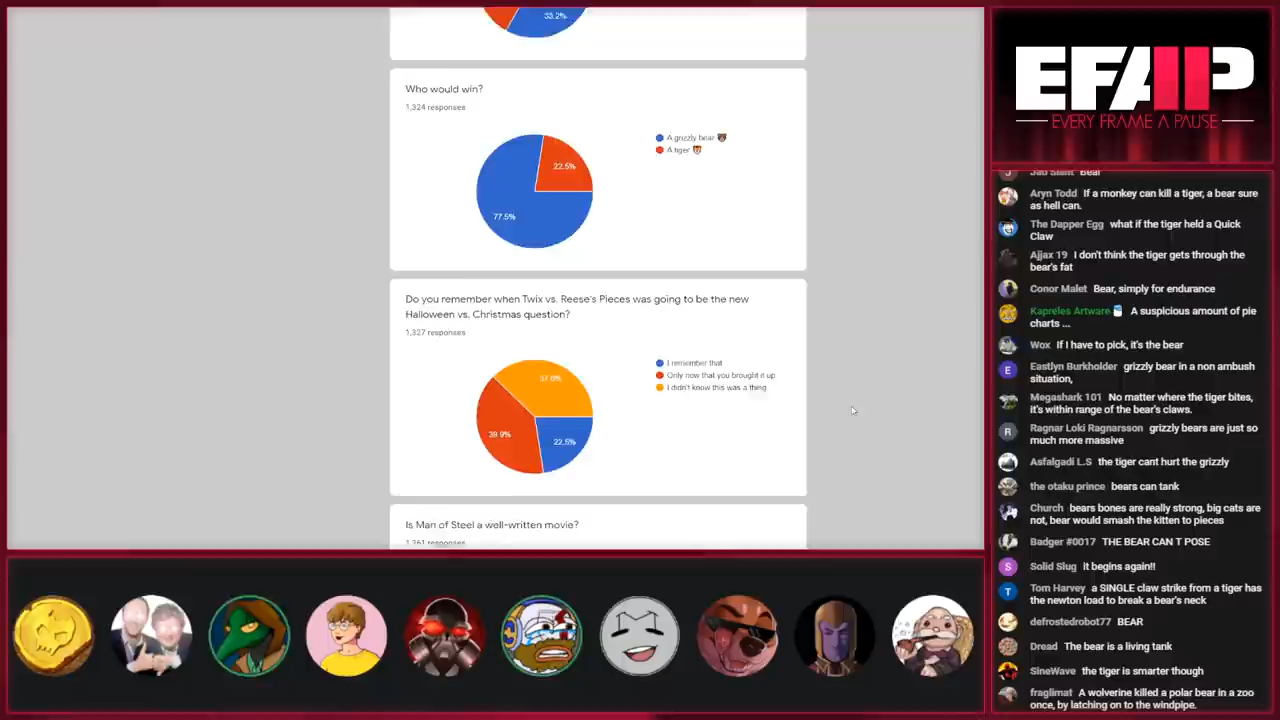 33.2%
Who would win?
1,324 responses
A grizzly bear
A tiger
22.5%
77.5%
Do you remember when Twix vs. Reese's Pieces was going to be the new
Halloween vs. Christmas question?
1,327 responses
I remember that
Only now that you brought it up
I didn't know this was a thing
37.6%
39.9%
22.5%
Is Man of Steel a well-written movie?
1,361 responses
EFAP
EVERY FRAME A PAUSE
Jab Slant Bear
Aryn Todd If a monkey can kill a tiger, a bear sure
as hell can.
The Dapper Egg what if the tiger held a Quick
Claw
Ajjax 19 I don't think the tiger gets through the
bear's fat
Conor Malet Bear, simply for endurance
Kapreles Artware A suspicious amount of pie
charts ...
Wox If I have to pick, it's the bear
Eastlyn Burkholder grizzly bear in a non ambush
situation,
Megashark 101 No matter where the tiger bites,
it's within range of the bear's claws.
Ragnar Loki Ragnarsson grizzly bears are just so
much more massive
Asfalgadi L.S the tiger cant hurt the grizzly
the otaku prince bears can tank
Church bears bones are really strong, big cats are
not, bear would smash the kitten to pieces
Badger #0017 THE BEAR CAN T POSE
Solid Slug it begins again!!
Tom Harvey a SINGLE claw strike from a tiger has
the newton load to break a bear's neck
defrostedrobot77 BEAR
Dread The bear is a living tank
SineWave the tiger is smarter though
fraglimat A wolverine killed a polar bear in a zoo
once, by latching on to the windpipe.